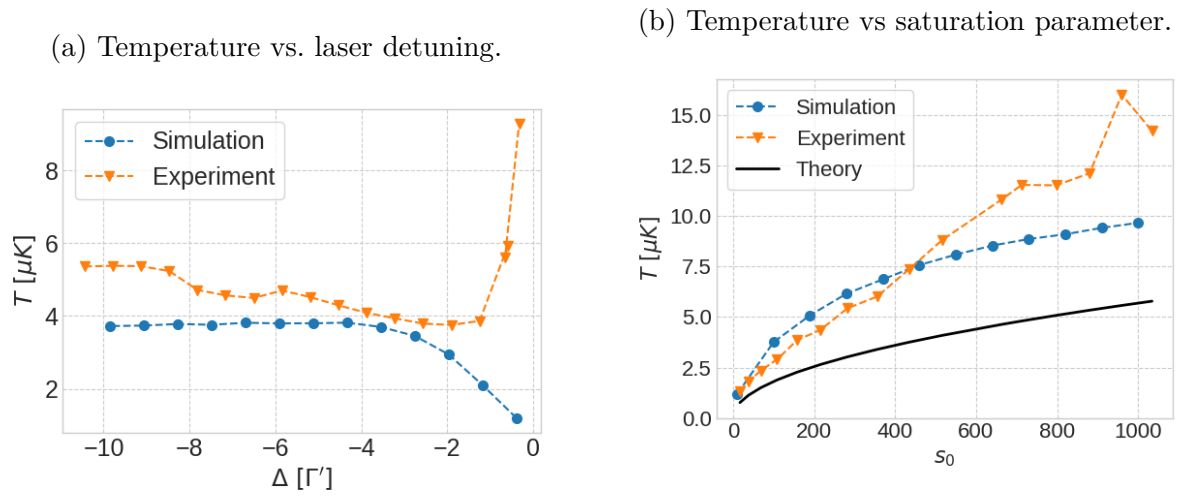 (a) Temperature vs. laser detuning.
Simulation
Experiment
8
6
4
2
T [μK]
−10
−8
−6
−4
−2
0
Δ [Γ′]
(b) Temperature vs saturation parameter.
Simulation
Experiment
Theory
15.0
12.5
10.0
7.5
5.0
2.5
0.0
T [μK]
0
200
400
600
800
1000
s₀